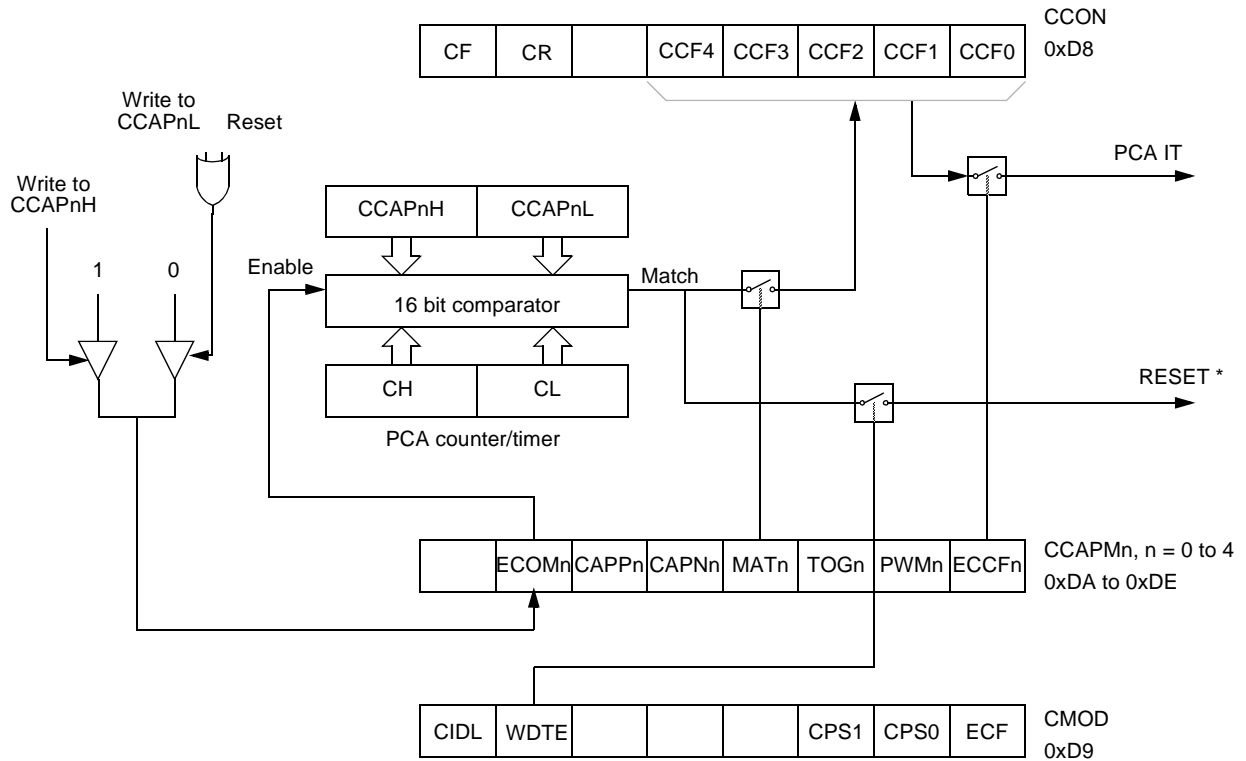 CCON
CF CR CCF4 CCF3 CCF2 CCF1 CCF0
0xD8
Write to
CCAPnL Reset
PCA IT
Write to
CCAPnH
CCAPnH CCAPnL
1 0
Enable
Match
16 bit comparator
RESET *
CH CL
PCA counter/timer
ECOMn CAPPn CAPNn MATn TOGn PWMn ECCFn
CCAPMn, n = 0 to 4
0xDA to 0xDE
CIDL WDTE CPS1 CPS0 ECF
CMOD
0xD9